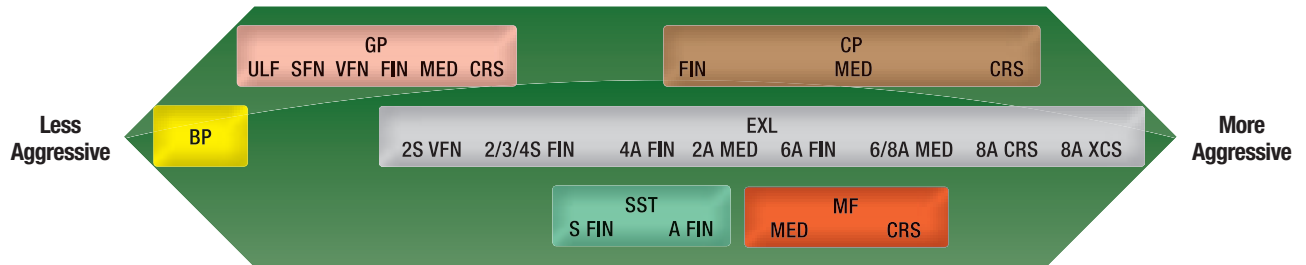 GP
ULF SFN VFN FIN MED CRS
CP
FIN MED CRS
Less
Aggressive
BP
EXL
2S VFN 2/3/4S FIN 4A FIN 2A MED 6A FIN 6/8A MED 8A CRS 8A XCS
More
Aggressive
SST
S FIN A FIN
MF
MED CRS